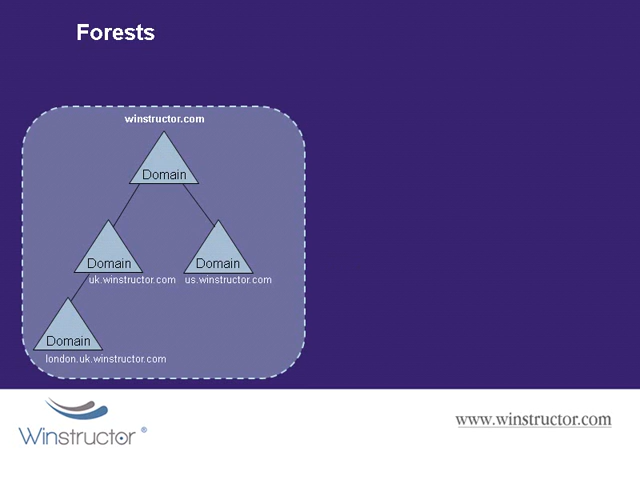 Forests
winstructor.com
Domain
Domain
Domain
uk.winstructor.com
us.winstructor.com
Domain
london.uk.winstructor.com
Winstructor ®
www.winstructor.com